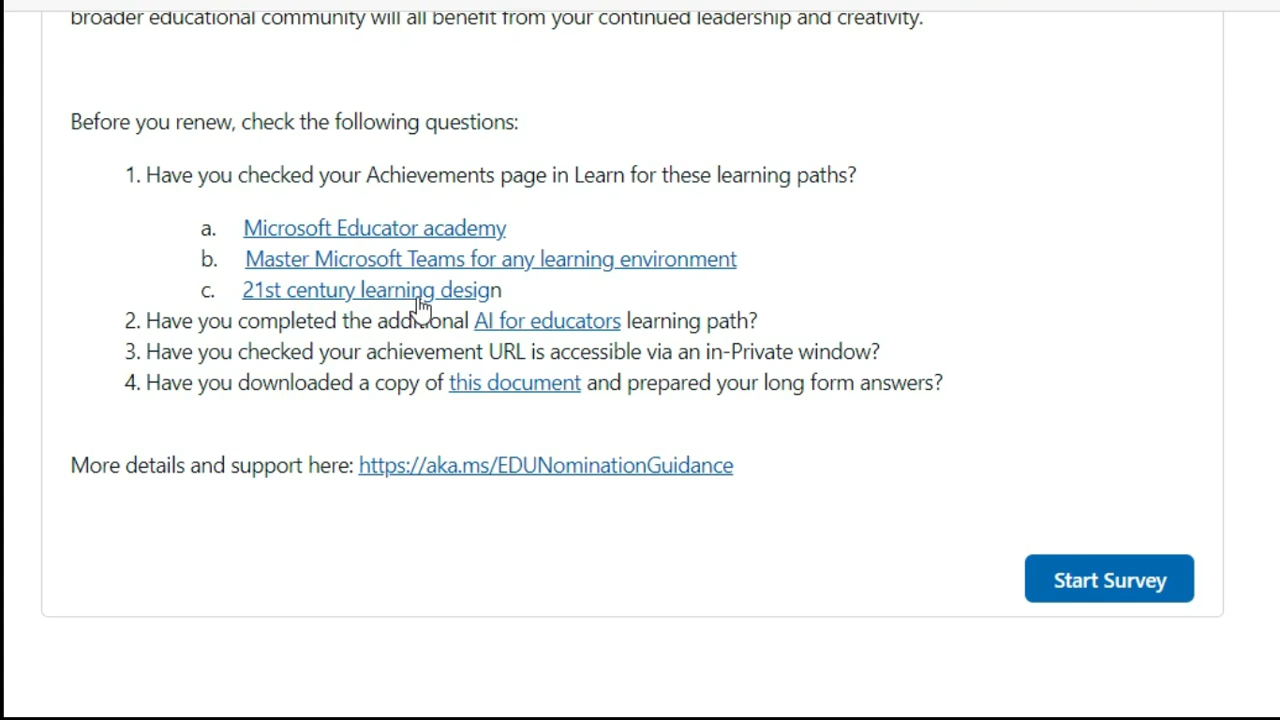 broader educational community will all benefit from your continued leadership and creativity.
Before you renew, check the following questions:
1. Have you checked your Achievements page in Learn for these learning paths?
a. Microsoft Educator academy
b. Master Microsoft Teams for any learning environment
c. 21st century learning design
2. Have you completed the additional AI for educators learning path?
3. Have you checked your achievement URL is accessible via an in-Private window?
4. Have you downloaded a copy of this document and prepared your long form answers?
More details and support here: https://aka.ms/EDUNominationGuidance
Start Survey